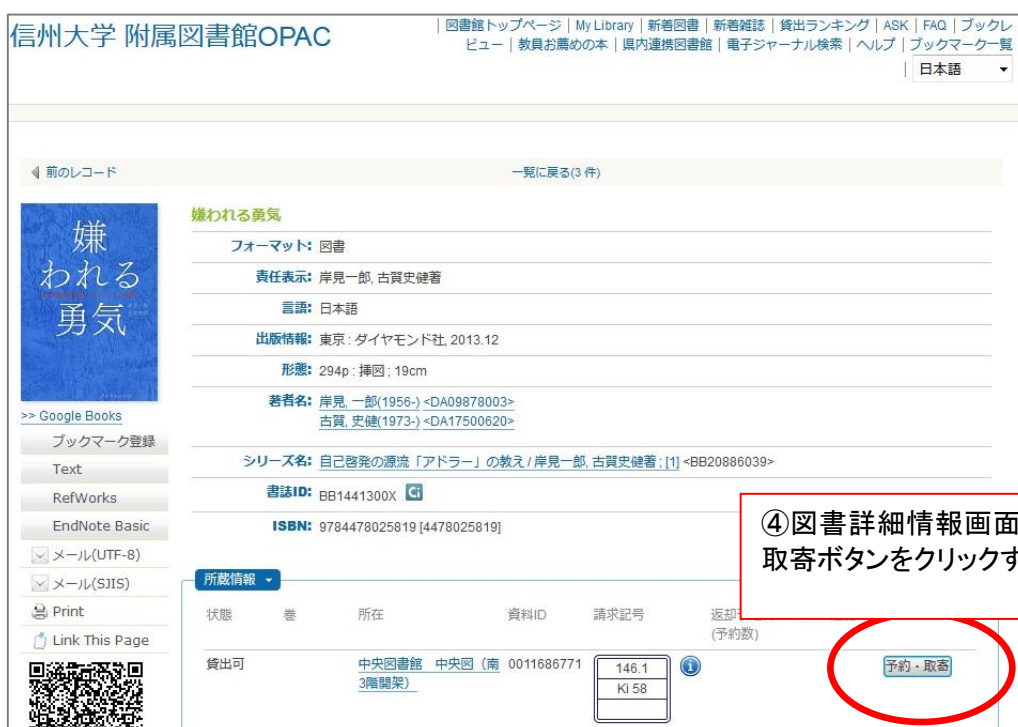 信州大学 附属図書館OPAC
| 図書館トップページ | My Library | 新着図書 | 新着雑誌 | 貸出ランキング | ASK | FAQ | ブックレ
ビュー | 教員お薦めの本 | 県内連携図書館 | 電子ジャーナル検索 | ヘルプ | ブックマーク一覧
| 日本語
前のレコード
一覧に戻る(3 件)
嫌
われる
勇気
>> Google Books
ブックマーク登録
Text
RefWorks
EndNote Basic
メール(UTF-8)
メール(SJIS)
Print
Link This Page
嫌われる勇気
フォーマット: 図書
責任表示: 岸見一郎, 古賀史健著
言語: 日本語
出版情報: 東京 : ダイヤモンド社, 2013.12
形態: 294p : 挿図 ; 19cm
著者名: 岸見, 一郎(1956-) <DA09878003>
古賀, 史健(1973-) <DA17500620>
シリーズ名: 自己啓発の源流「アドラー」の教え / 岸見一郎, 古賀史健著 ; [1] <BB20886039>
書誌ID: BB1441300X
ISBN: 9784478025819 [4478025819]
④図書詳細情報画面
取寄ボタンをクリックす
所蔵情報
状態 巻 所在 資料ID 請求記号 返却
(予約数)
貸出可 中央図書館 中央図（南 0011686771 146.1 予約・取寄
3階開架） Ki 58